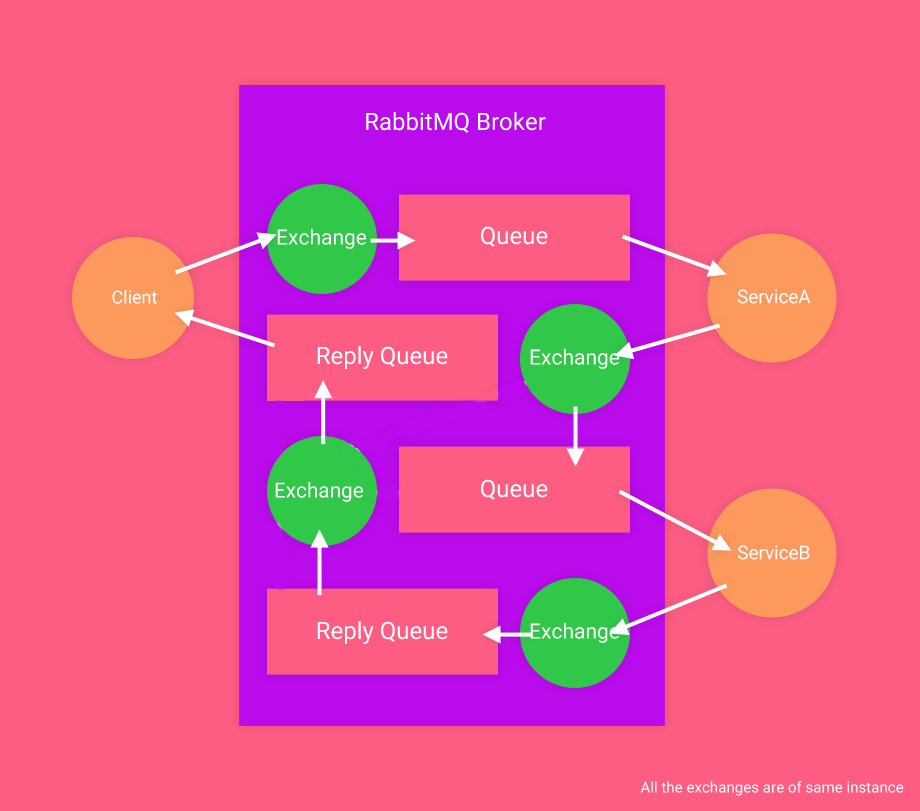 RabbitMQ Broker
Exchange
Queue
Client
ServiceA
Reply Queue
Exchange
Exchange
Queue
ServiceB
Reply Queue
Exchange
All the exchanges are of same instance